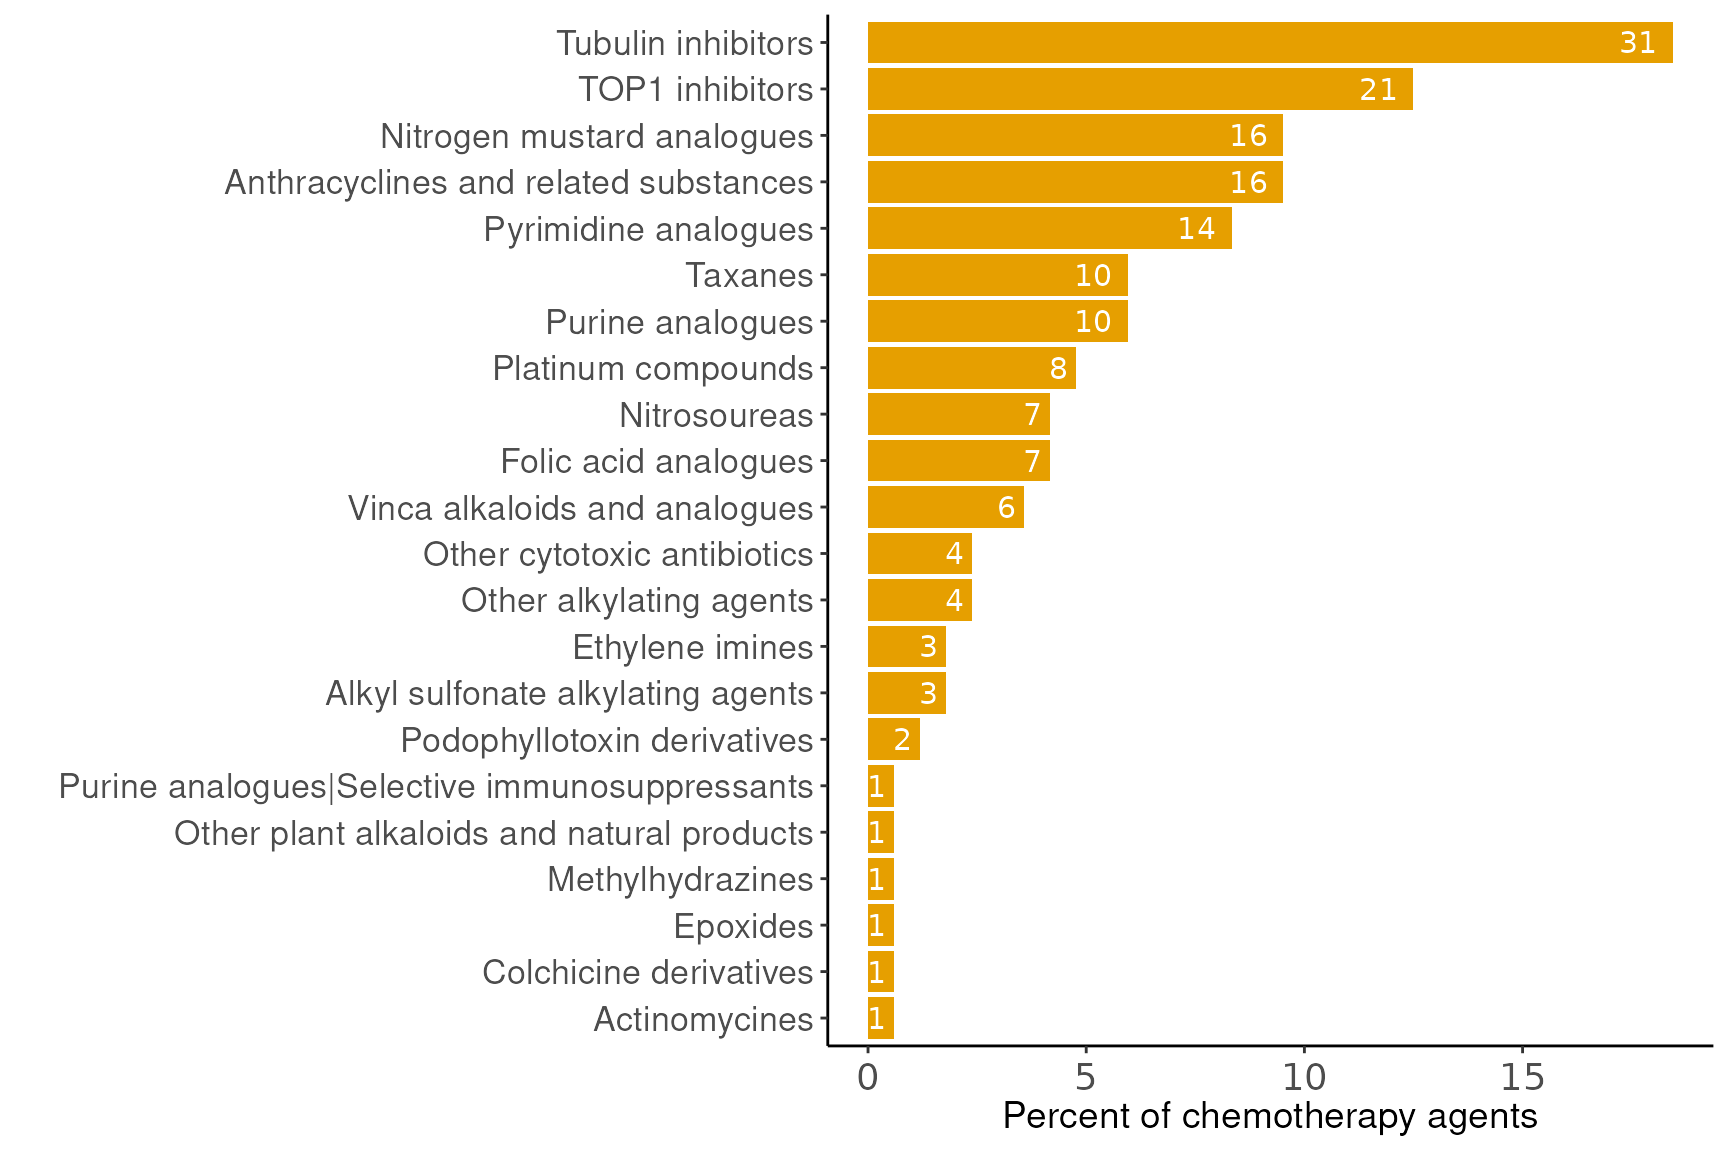 Tubulin inhibitors 31
TOP1 inhibitors 21
Nitrogen mustard analogues 16
Anthracyclines and related substances 16
Pyrimidine analogues 14
Taxanes 10
Purine analogues 10
Platinum compounds 8
Nitrosoureas 7
Folic acid analogues 7
Vinca alkaloids and analogues 6
Other cytotoxic antibiotics 4
Other alkylating agents 4
Ethylene imines 3
Alkyl sulfonate alkylating agents 3
Podophyllotoxin derivatives 2
Purine analogues|Selective immunosuppressants 1
Other plant alkaloids and natural products 1
Methylhydrazines 1
Epoxides 1
Colchicine derivatives 1
Actinomycines 1
0 5 10 15
Percent of chemotherapy agents